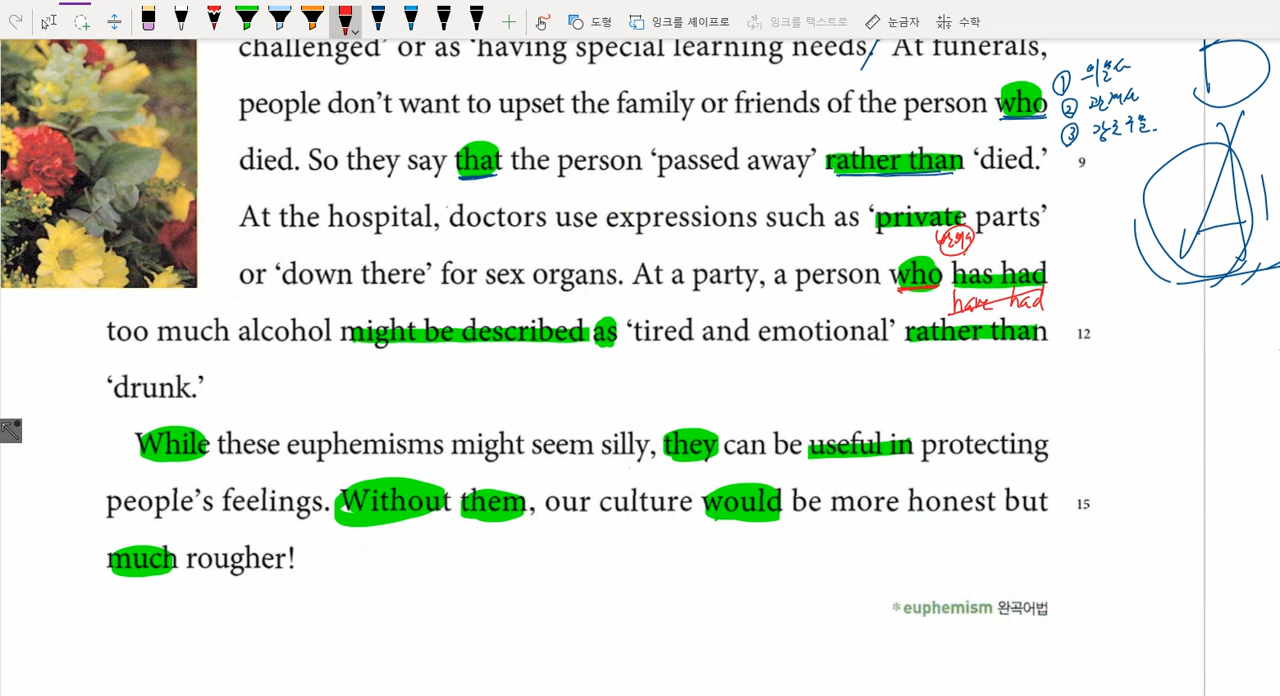 도형 잉크를 셰이프로 잉크를 텍스트로 눈금자 수학
challenged’ or as ‘having special learning needs.’ At funerals,
people don’t want to upset the family or friends of the person who
① 의문사
② 관계사
③ 강조구문.
died. So they say that the person ‘passed away’ rather than ‘died.’ 9
At the hospital, doctors use expressions such as ‘private parts’
or ‘down there’ for sex organs. At a party, a person who has had
have had
too much alcohol might be described as ‘tired and emotional’ rather than 12
‘drunk.’
While these euphemisms might seem silly, they can be useful in protecting
people’s feelings. Without them, our culture would be more honest but 15
much rougher!
*euphemism 완곡어법